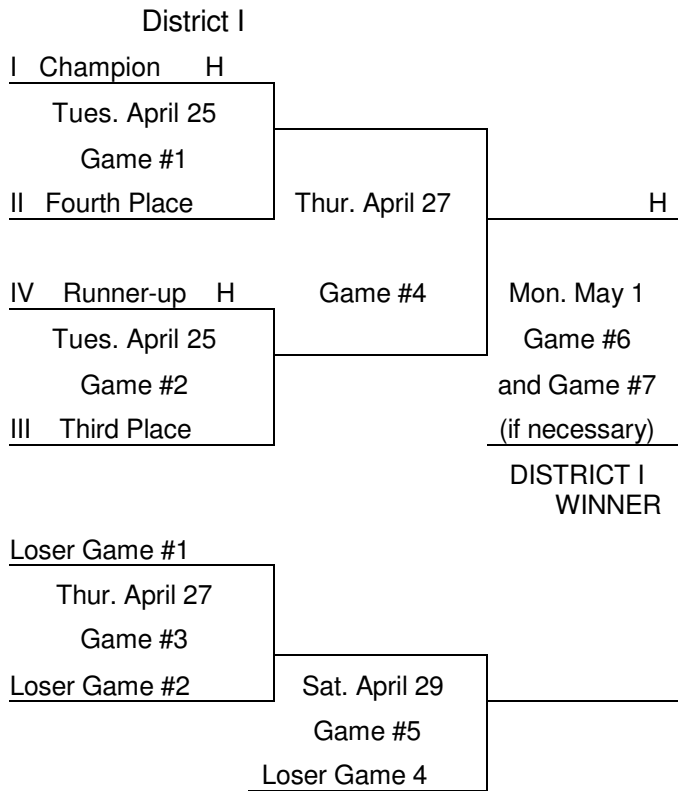 District I
I Champion H
Tues. April 25
Game #1
II Fourth Place
Thur. April 27
H
IV Runner-up H
Game #4
Mon. May 1
Tues. April 25
Game #6
Game #2
and Game #7
III Third Place
(if necessary)
DISTRICT I
WINNER
Loser Game #1
Thur. April 27
Game #3
Loser Game #2
Sat. April 29
Game #5
Loser Game 4